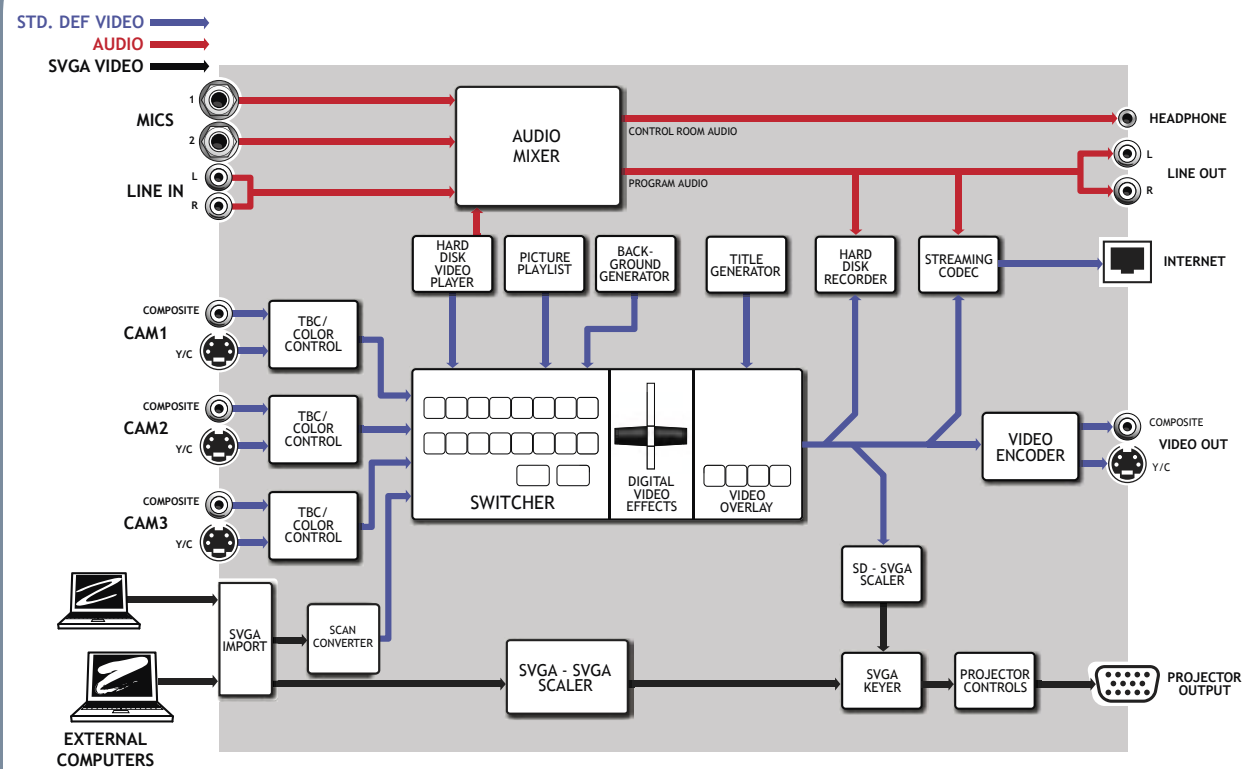 STD. DEF VIDEO
AUDIO
SVGA VIDEO
1
MICS
2
L
LINE IN
R
AUDIO
MIXER
CONTROL ROOM AUDIO
PROGRAM AUDIO
HEADPHONE
L
LINE OUT
R
HARD
DISK
VIDEO
PLAYER
PICTURE
PLAYLIST
BACK-
GROUND
GENERATOR
TITLE
GENERATOR
HARD
DISK
RECORDER
STREAMING
CODEC
INTERNET
COMPOSITE
CAM1
Y/C
TBC/
COLOR
CONTROL
COMPOSITE
CAM2
Y/C
TBC/
COLOR
CONTROL
COMPOSITE
CAM3
Y/C
TBC/
COLOR
CONTROL
SWITCHER
DIGITAL
VIDEO
EFFECTS
VIDEO
OVERLAY
VIDEO
ENCODER
COMPOSITE
VIDEO OUT
Y/C
SD - SVGA
SCALER
SVGA
IMPORT
SCAN
CONVERTER
SVGA - SVGA
SCALER
SVGA
KEYER
PROJECTOR
CONTROLS
PROJECTOR
OUTPUT
EXTERNAL
COMPUTERS